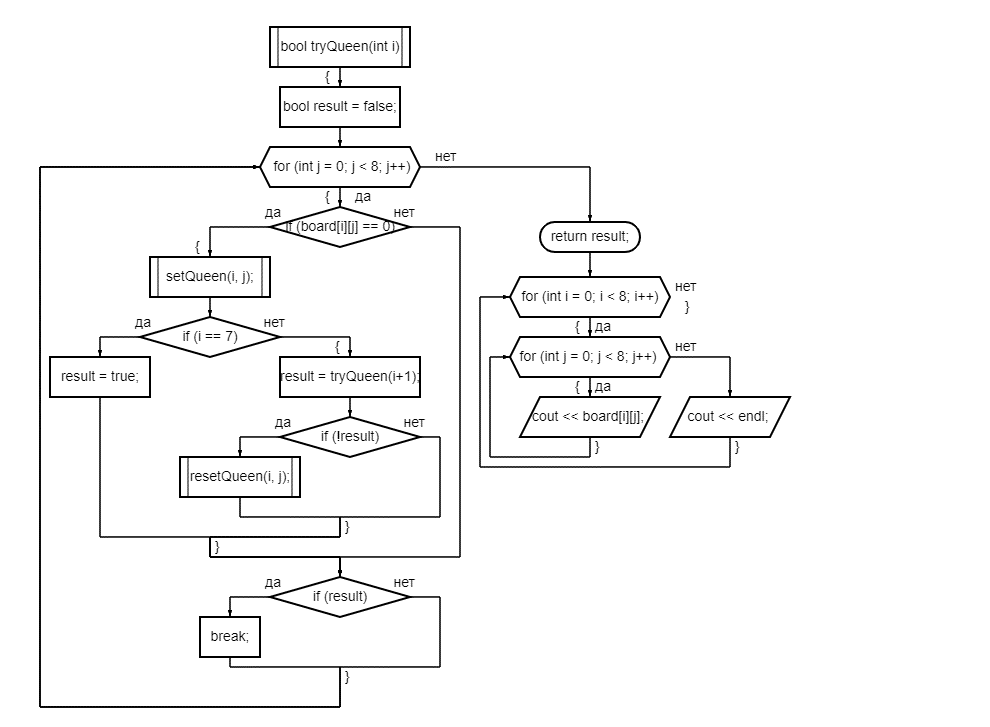 bool tryQueen(int i)
{
bool result = false;
for (int j = 0; j < 8; j++)
нет
{ да
да
if (board[i][j] == 0)
нет
{
setQueen(i, j);
да
if (i == 7)
нет
result = true;
{
result = tryQueen(i+1);
да
if (!result)
нет
resetQueen(i, j);
}
}
да
if (result)
нет
break;
}
return result;
for (int i = 0; i < 8; i++)
нет
}
{ да
for (int j = 0; j < 8; j++)
нет
{ да
cout << board[i][j];
cout << endl;
}
}